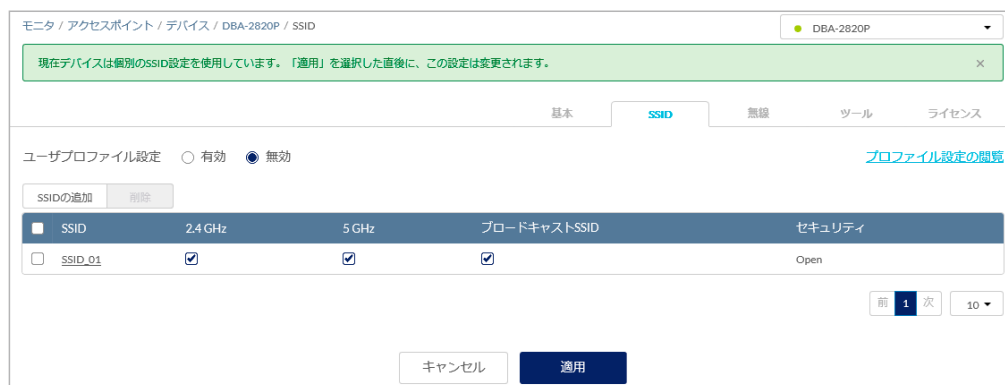 モニタ / アクセスポイント / デバイス / DBA-2820P / SSID
DBA-2820P
現在デバイスは個別のSSID設定を使用しています。「適用」を選択した直後に、この設定は変更されます。 ×
基本 SSID 無線 ツール ライセンス
ユーザプロファイル設定 有効 無効 プロファイル設定の閲覧
SSIDの追加 削除
SSID 2.4 GHz 5 GHz ブロードキャストSSID セキュリティ
SSID_01 Open
前 1 次 10
キャンセル 適用